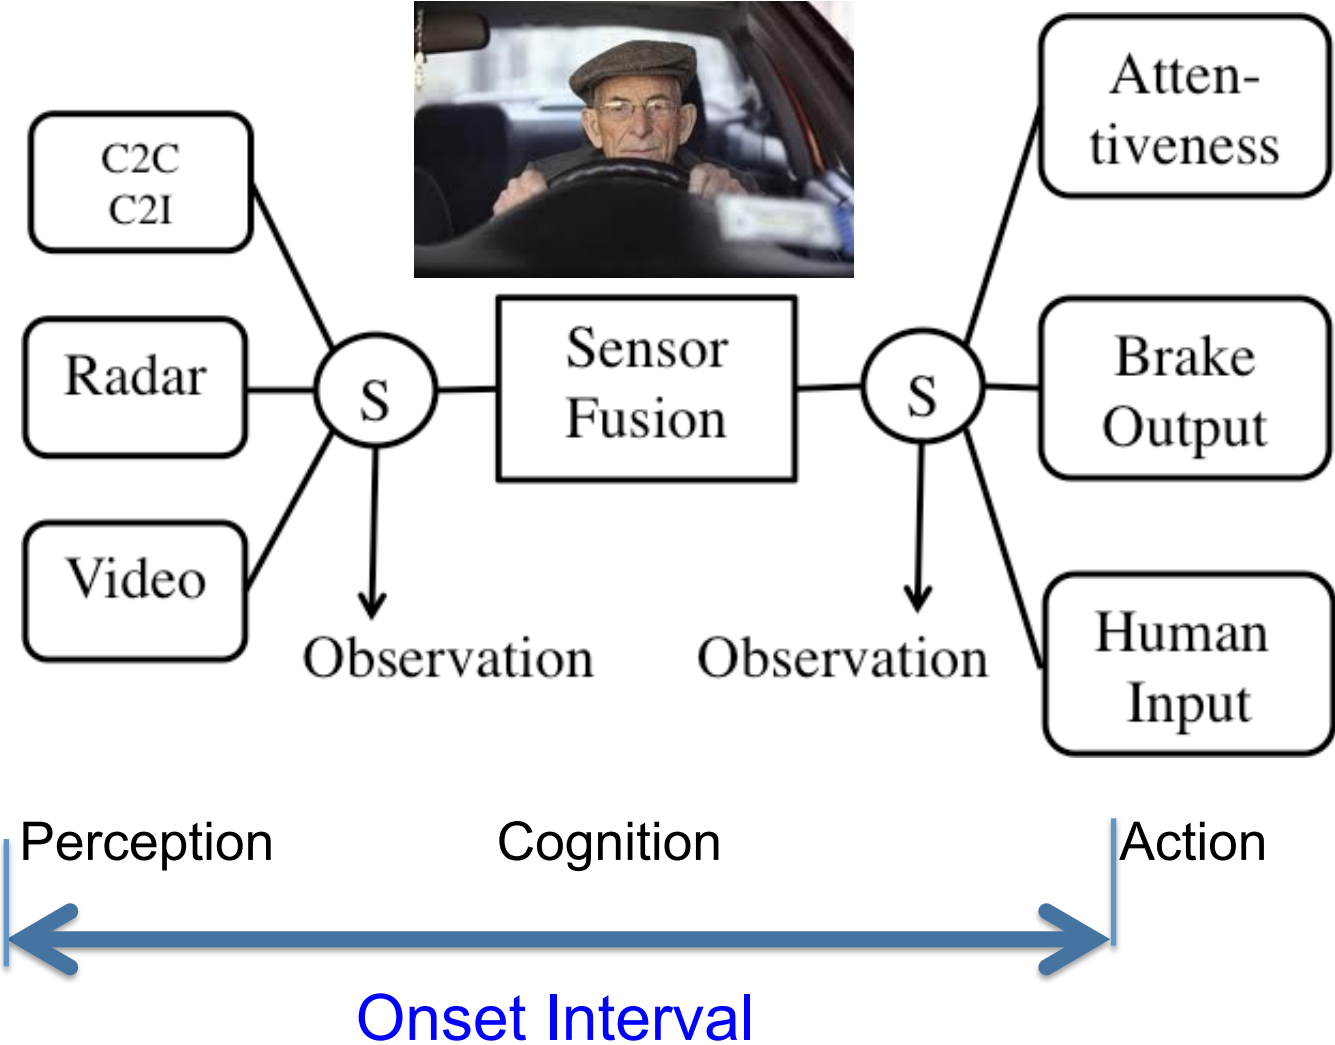 C2C
C2I
Radar
Video
S
Observation
Sensor
Fusion
S
Observation
Atten-
tiveness
Brake
Output
Human
Input
Perception
Cognition
Action
Onset Interval